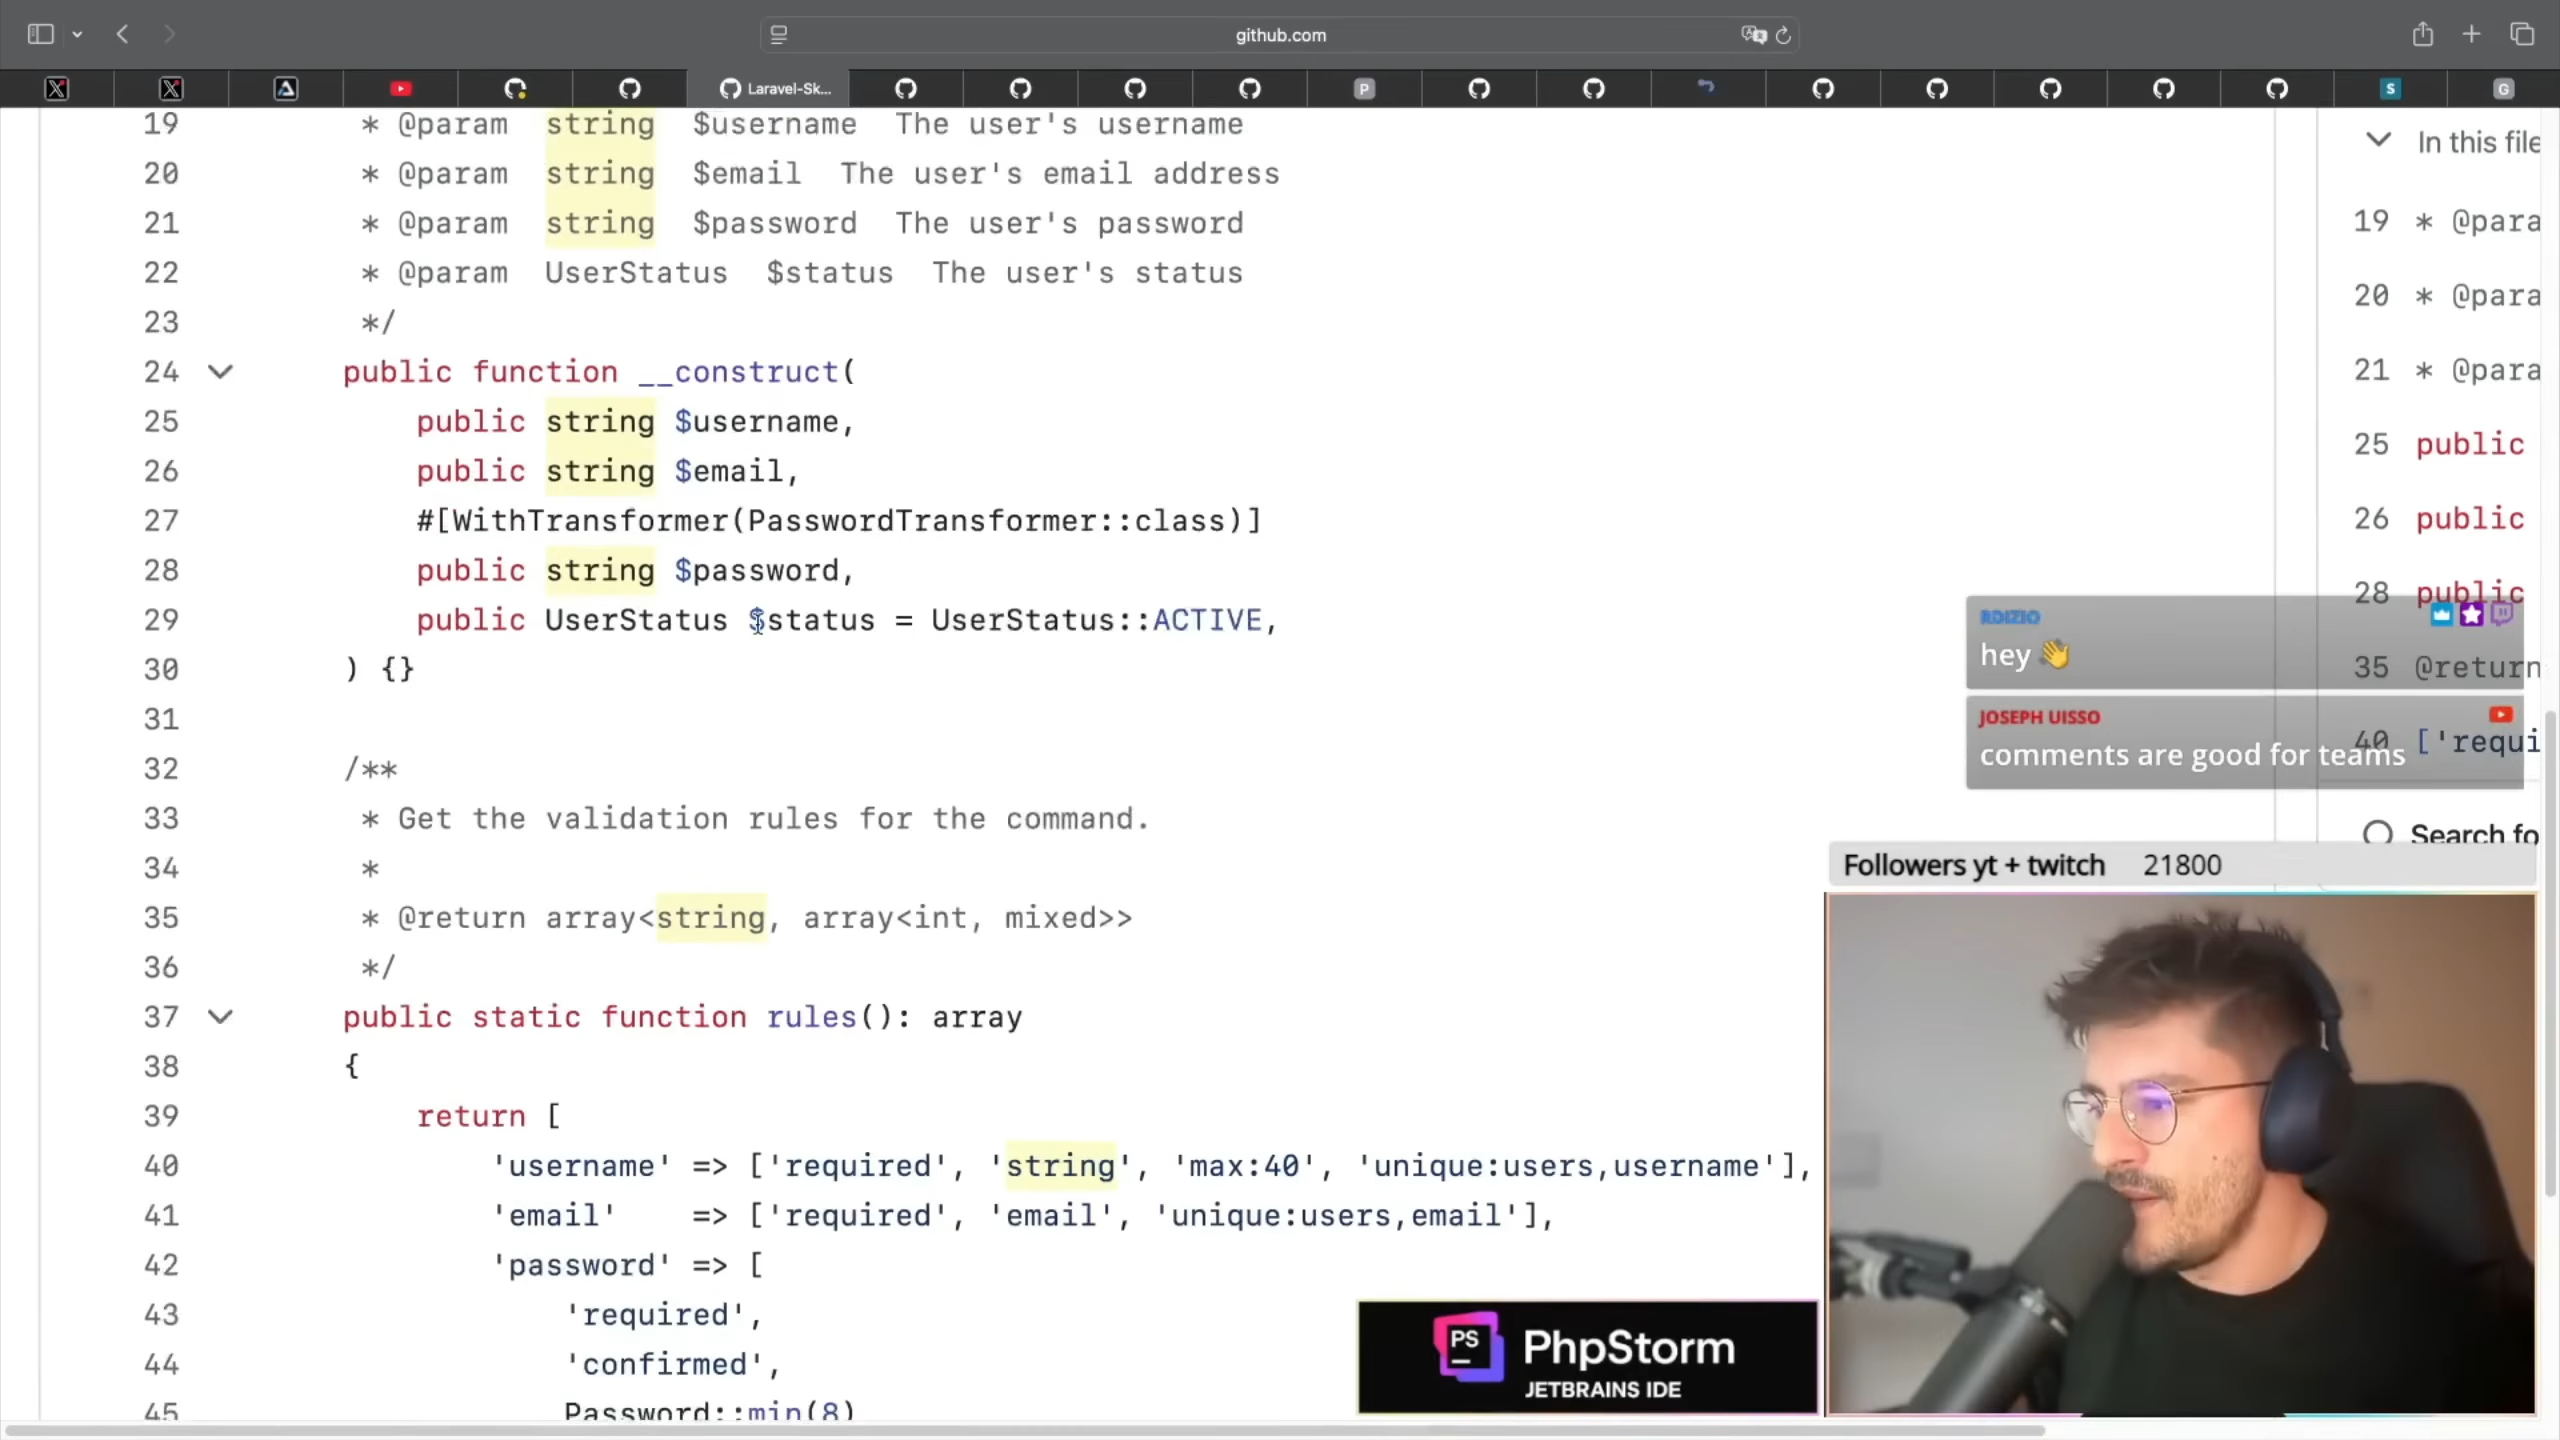 github.com
Laravel-Sk...
19 * @param string $username The user's username
20 * @param string $email The user's email address
21 * @param string $password The user's password
22 * @param UserStatus $status The user's status
23 */
24 public function __construct(
25 public string $username,
26 public string $email,
27 #[WithTransformer(PasswordTransformer::class)]
28 public string $password,
29 public UserStatus $status = UserStatus::ACTIVE,
30 ) {}
31
32 /**
33 * Get the validation rules for the command.
34 *
35 * @return array<string, array<int, mixed>>
36 */
37 public static function rules(): array
38 {
39 return [
40 'username' => ['required', 'string', 'max:40', 'unique:users,username'],
41 'email' => ['required', 'email', 'unique:users,email'],
42 'password' => [
43 'required',
44 'confirmed',
45 Password::min(8)
In this file
19 * @para
20 * @para
21 * @para
25 public
26 public
28 public
35 @return
40 ['requi
Search fo
RDIZIO
hey 👋
JOSEPH UISSO
comments are good for teams
Followers yt + twitch 21800
PS
PhpStorm
JETBRAINS IDE